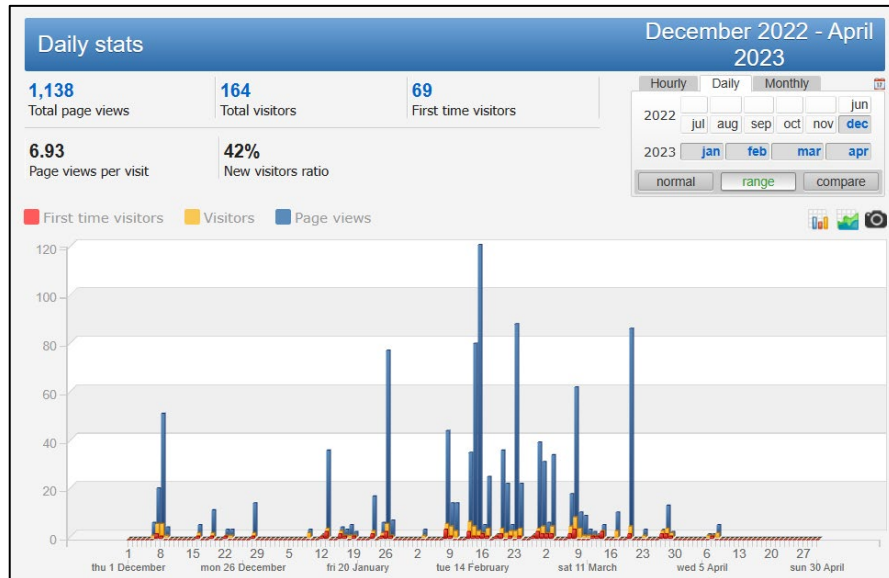 Daily stats
December 2022 - April
2023
1,138
Total page views
164
Total visitors
69
First time visitors
6.93
Page views per visit
42%
New visitors ratio
Hourly Daily Monthly
2022 jun
jul aug sep oct nov dec
2023 jan feb mar apr
normal range compare
First time visitors Visitors Page views
120
100
80
60
40
20
0
1 8 15 22 29 5 12 19 26 2 9 16 23 2 9 16 23 30 6 13 20 27
thu 1 December mon 26 December fri 20 January tue 14 February sat 11 March wed 5 April sun 30 April